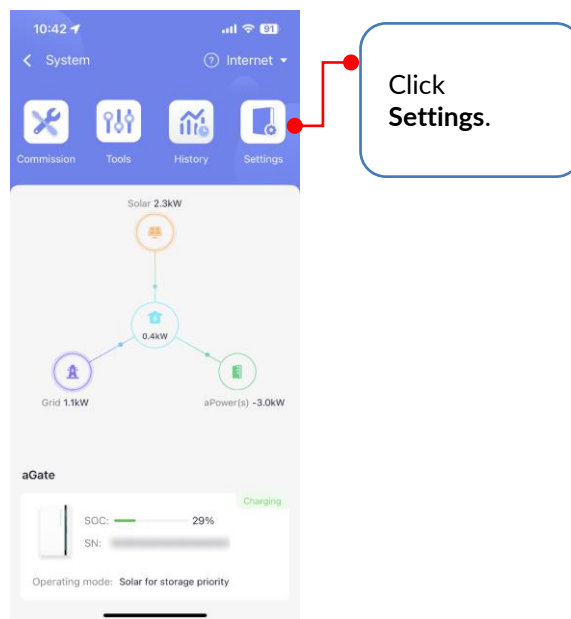 10:42
91
System
? Internet
Commission Tools History Settings
Click
Settings.
Solar 2.3kW
0.4kW
Grid 1.1kW
aPower(s) -3.0kW
aGate
Charging
SOC: 29%
SN:
Operating mode: Solar for storage priority